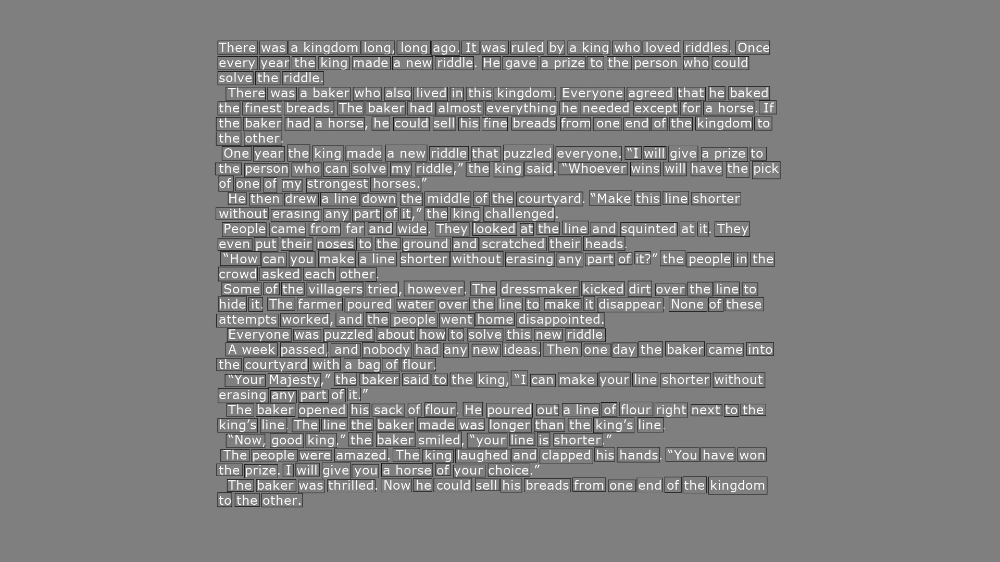 There was a kingdom long, long ago. It was ruled by a king who loved riddles. Once
every year the king made a new riddle. He gave a prize to the person who could
solve the riddle.
There was a baker who also lived in this kingdom. Everyone agreed that he baked
the finest breads. The baker had almost everything he needed except for a horse. If
the baker had a horse, he could sell his fine breads from one end of the kingdom to
the other.
One year the king made a new riddle that puzzled everyone. “I will give a prize to
the person who can solve my riddle,” the king said. “Whoever wins will have the pick
of one of my strongest horses.”
He then drew a line down the middle of the courtyard. “Make this line shorter
without erasing any part of it,” the king challenged.
People came from far and wide. They looked at the line and squinted at it. They
even put their noses to the ground and scratched their heads.
“How can you make a line shorter without erasing any part of it?” the people in the
crowd asked each other.
Some of the villagers tried, however. The dressmaker kicked dirt over the line to
hide it. The farmer poured water over the line to make it disappear. None of these
attempts worked, and the people went home disappointed.
Everyone was puzzled about how to solve this new riddle.
A week passed, and nobody had any new ideas. Then one day the baker came into
the courtyard with a bag of flour.
“Your Majesty,” the baker said to the king, “I can make your line shorter without
erasing any part of it.”
The baker opened his sack of flour. He poured out a line of flour right next to the
king’s line. The line the baker made was longer than the king’s line.
“Now, good king,” the baker smiled, “your line is shorter.”
The people were amazed. The king laughed and clapped his hands. “You have won
the prize. I will give you a horse of your choice.”
The baker was thrilled. Now he could sell his breads from one end of the kingdom
to the other.